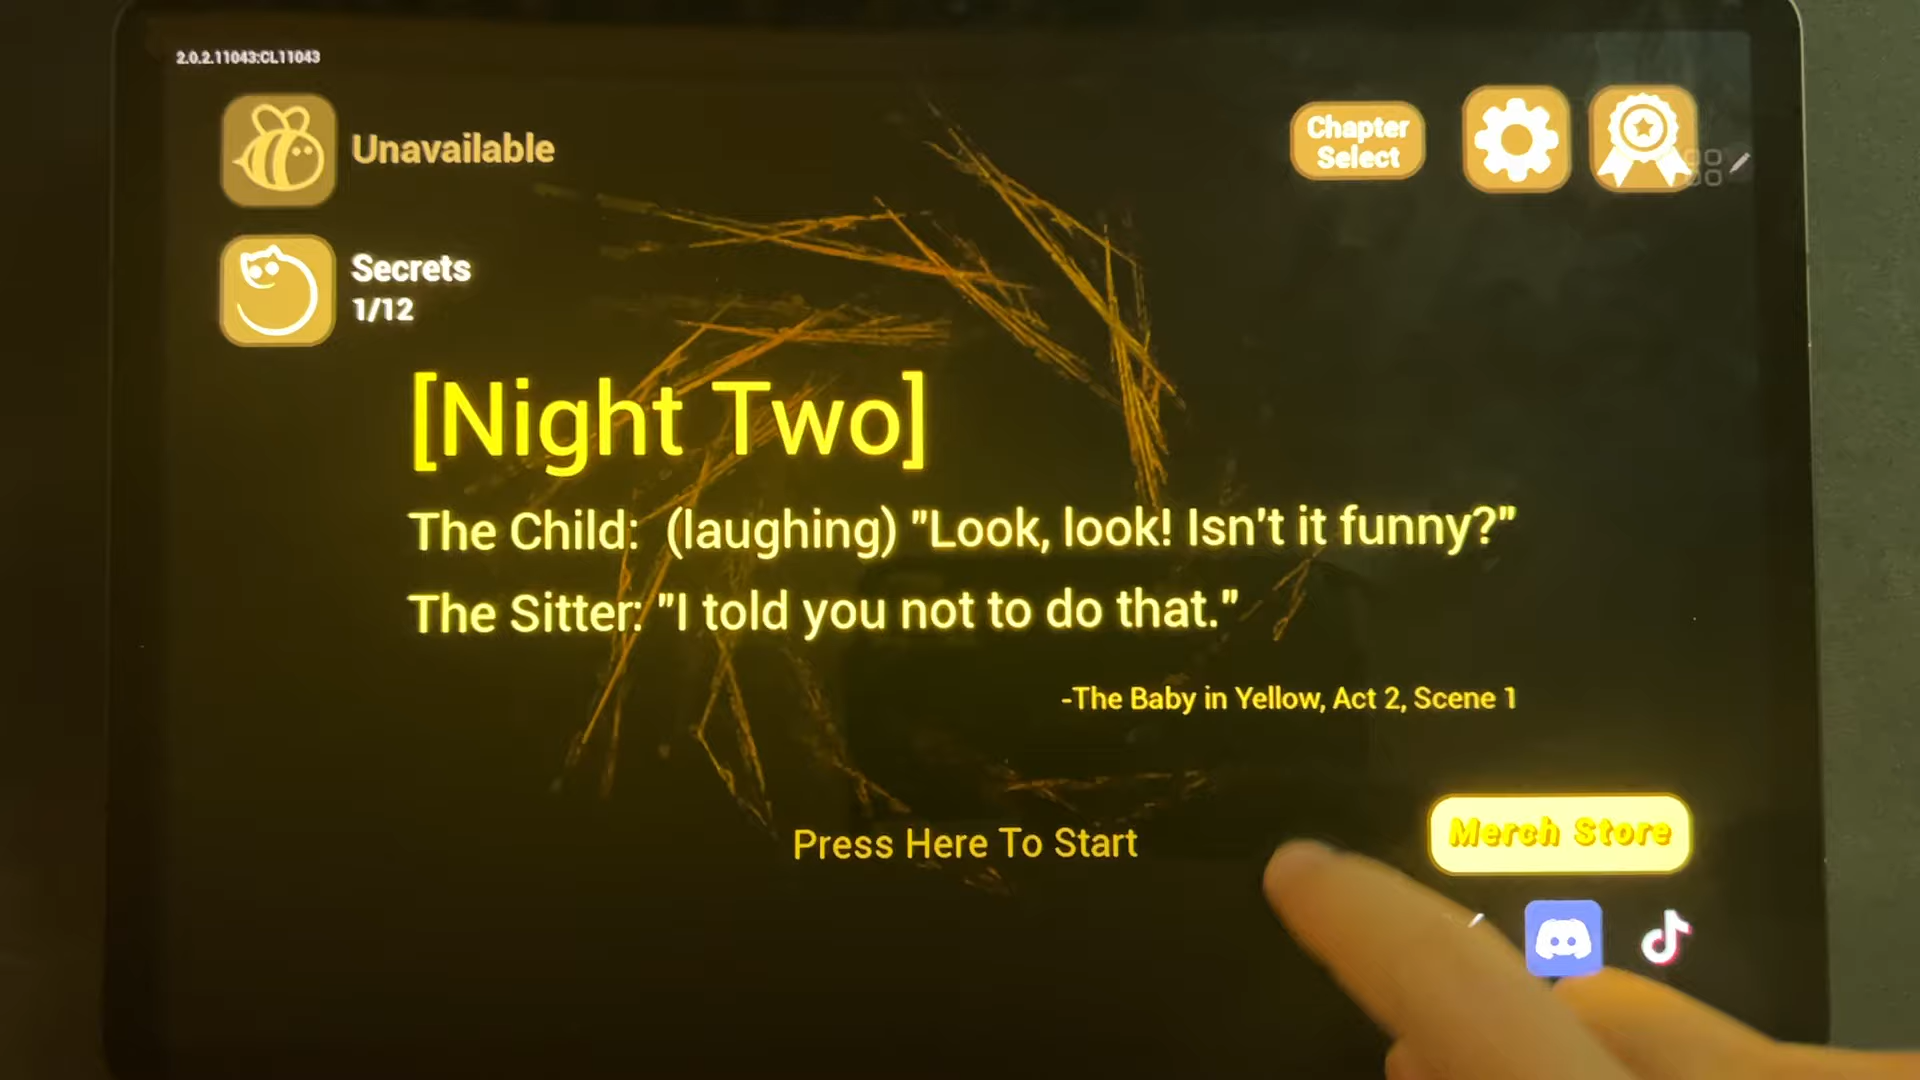 2.0.2.11043:CL11043
Unavailable
Chapter
Select
Secrets
1/12
[Night Two]
The Child: (laughing) "Look, look! Isn't it funny?"
The Sitter: "I told you not to do that."
-The Baby in Yellow, Act 2, Scene 1
Press Here To Start
Merch Store